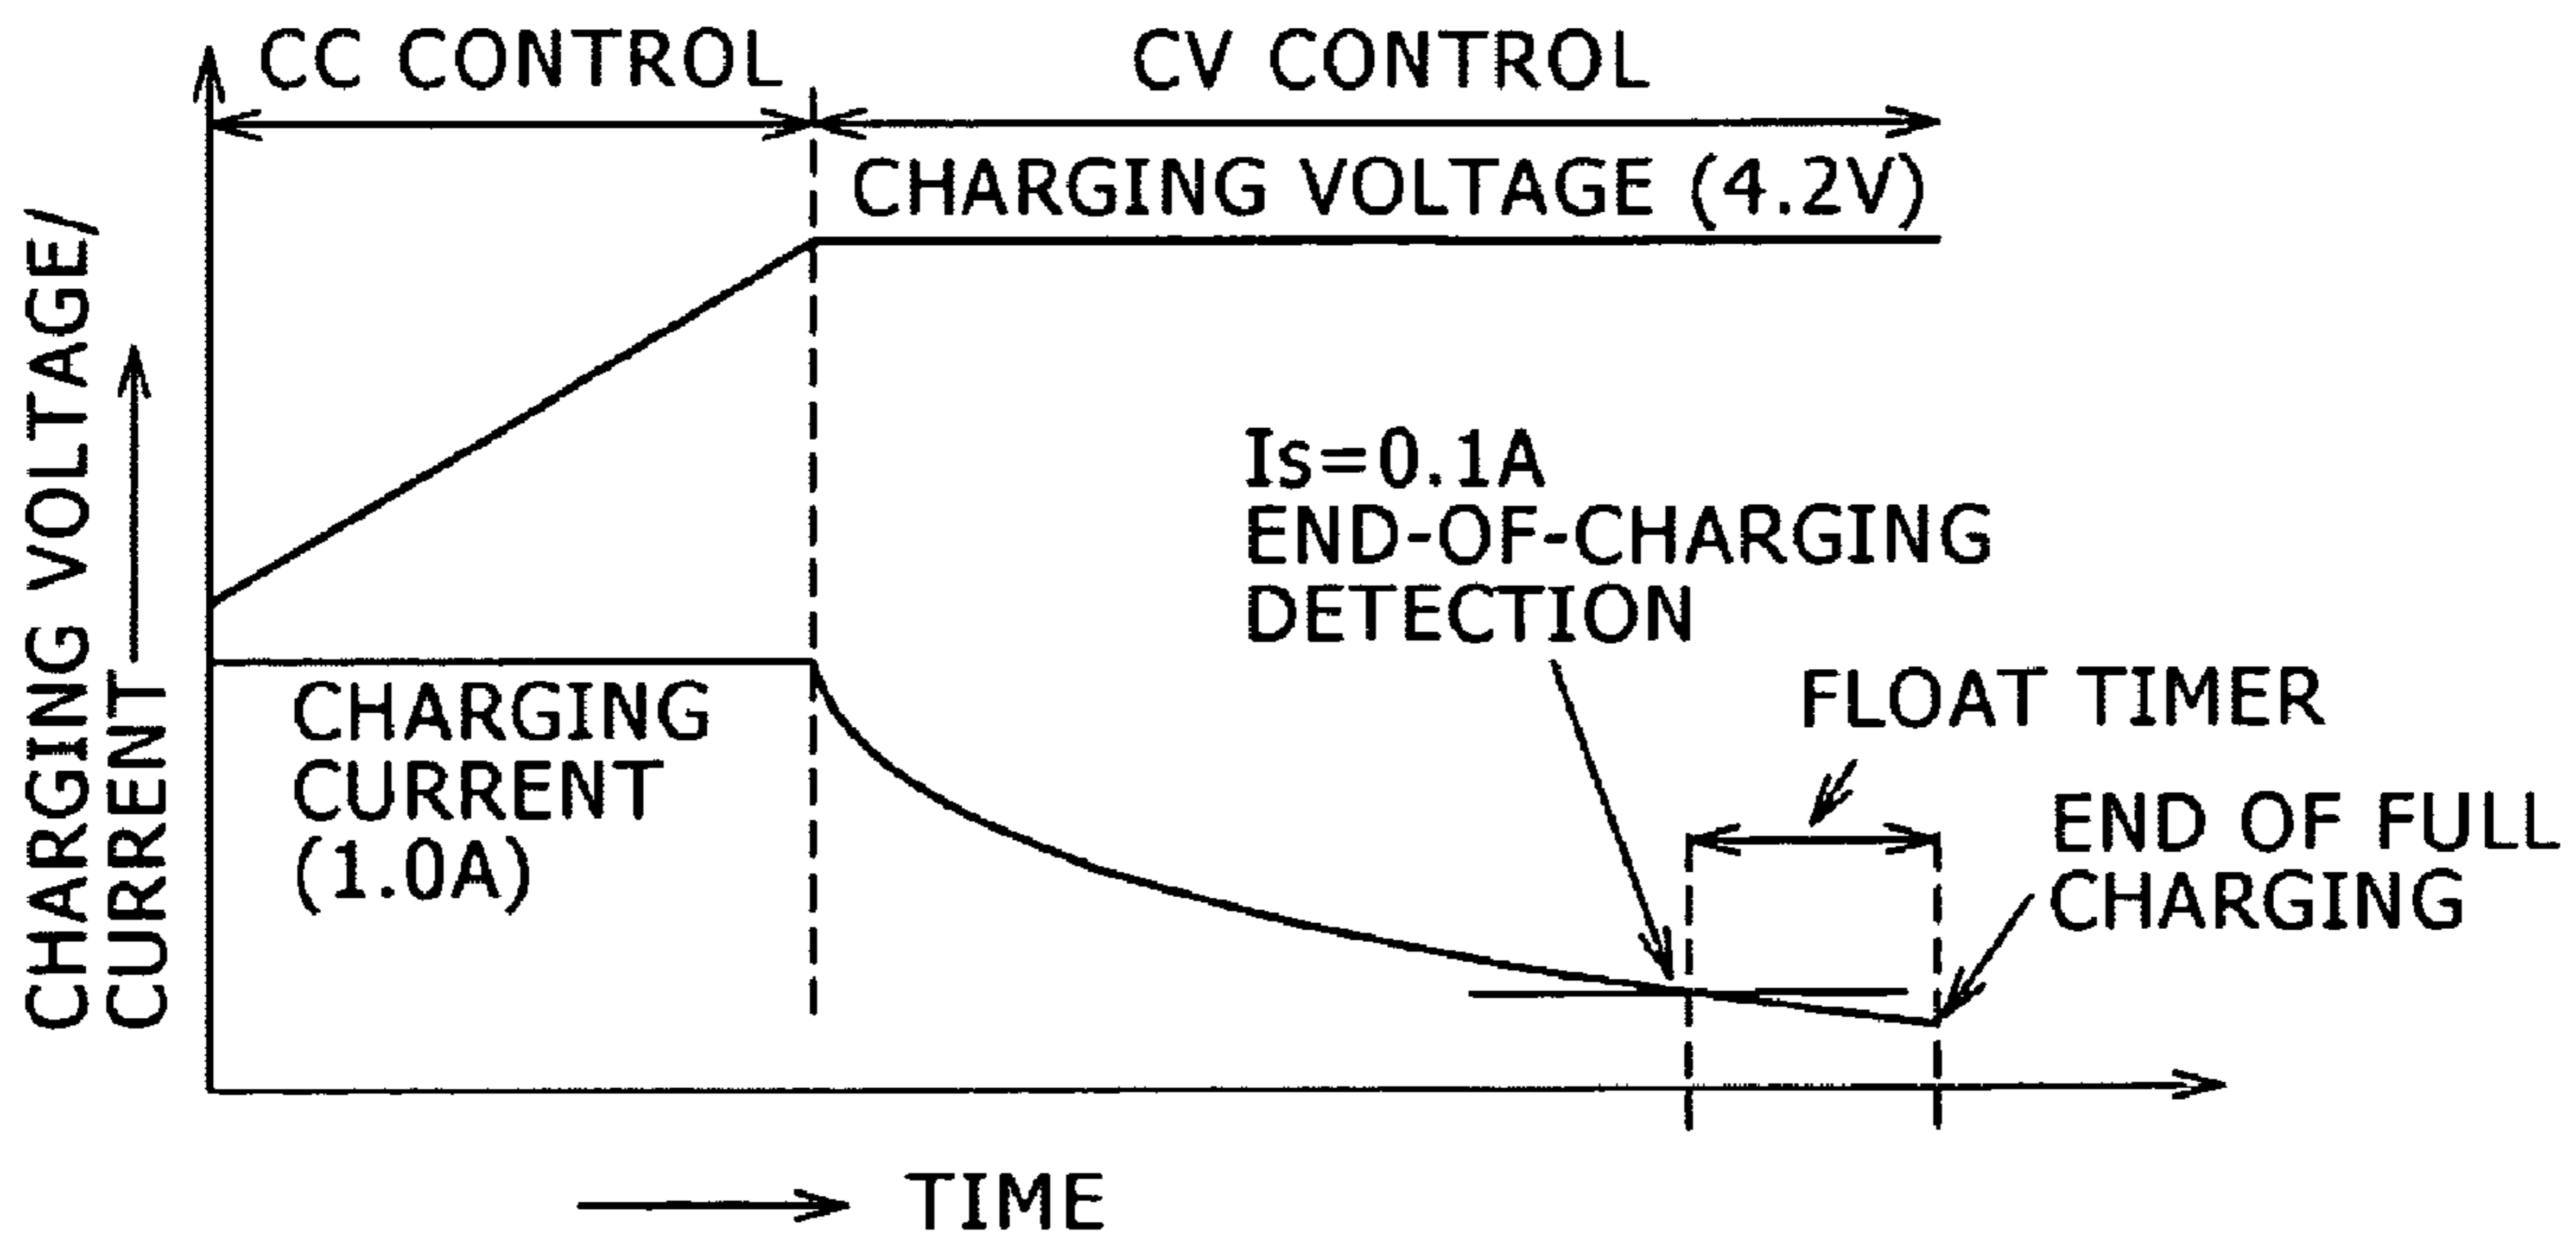 CC CONTROL
CV CONTROL
CHARGING VOLTAGE (4.2V)
CHARGING VOLTAGE/
CURRENT
Is=0.1A
END-OF-CHARGING
DETECTION
CHARGING
CURRENT
(1.0A)
FLOAT TIMER
END OF FULL
CHARGING
TIME